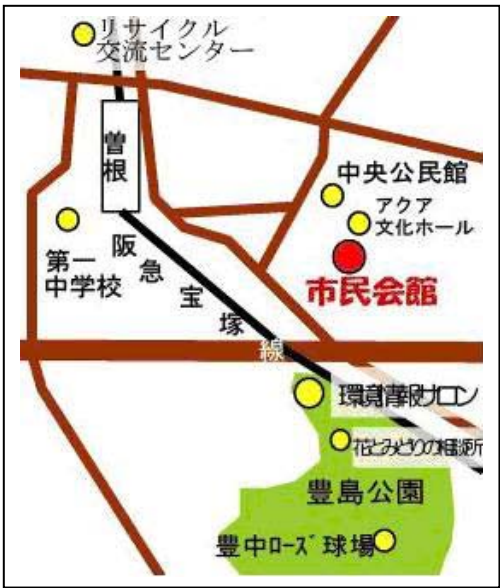 リサイクル
交流センター
曽根
中央公民館
アクア
文化ホール
市民会館
第一
中学校
阪急宝塚線
環境情報サロン
花とみどりの相談所
豊島公園
豊中ﾛｰｽﾞ球場